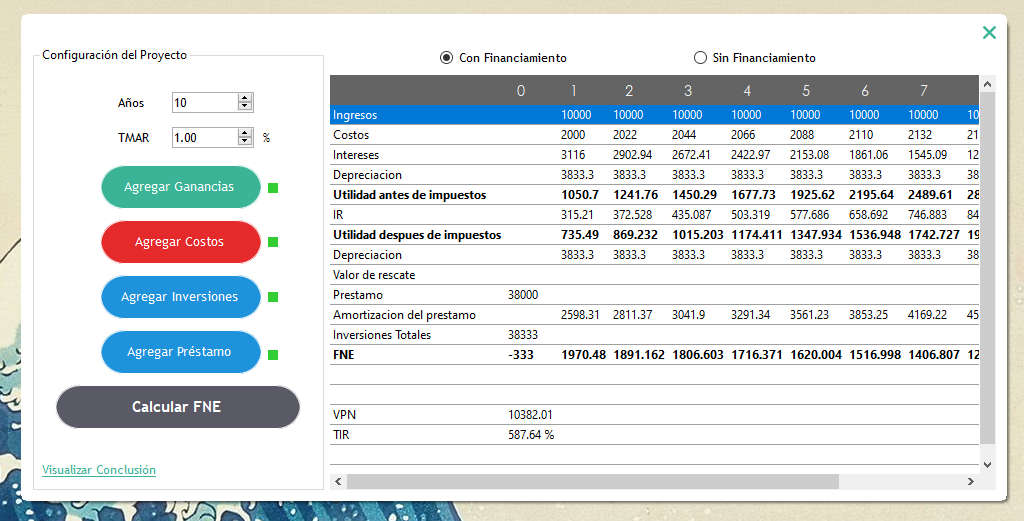 Configuración del Proyecto
Años 10
TMAR 1.00 %
Agregar Ganancias
Agregar Costos
Agregar Inversiones
Agregar Préstamo
Calcular FNE
Visualizar Conclusión
Con Financiamiento Sin Financiamiento
0 1 2 3 4 5 6 7
Ingresos 10000 10000 10000 10000 10000 10000 10000 10
Costos 2000 2022 2044 2066 2088 2110 2132 21
Intereses 3116 2902.94 2672.41 2422.97 2153.08 1861.06 1545.09 12
Depreciacion 3833.3 3833.3 3833.3 3833.3 3833.3 3833.3 3833.3 38
Utilidad antes de impuestos 1050.7 1241.76 1450.29 1677.73 1925.62 2195.64 2489.61 28
IR 315.21 372.528 435.087 503.319 577.686 658.692 746.883 84
Utilidad despues de impuestos 735.49 869.232 1015.203 1174.411 1347.934 1536.948 1742.727 19
Depreciacion 3833.3 3833.3 3833.3 3833.3 3833.3 3833.3 3833.3 38
Valor de rescate
Prestamo 38000
Amortizacion del prestamo 2598.31 2811.37 3041.9 3291.34 3561.23 3853.25 4169.22 45
Inversiones Totales 38333
FNE -333 1970.48 1891.162 1806.603 1716.371 1620.004 1516.998 1406.807 12
VPN 10382.01
TIR 587.64 %